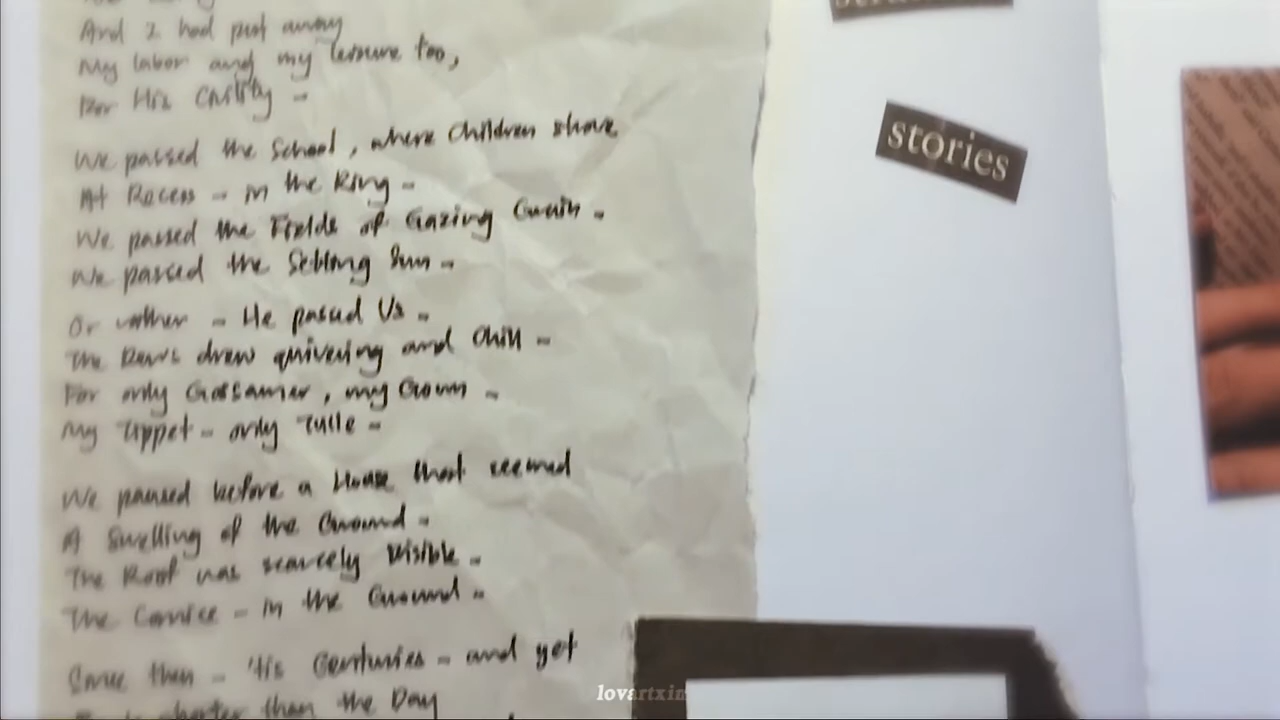 And I had put away
My labor and my leisure too,
For His Civility –
We passed the School, where Children strove
At Recess – in the Ring –
We passed the Fields of Gazing Grain –
We passed the Setting Sun –
Or rather – He passed Us –
The Dews drew quivering and Chill –
For only Gossamer, my Gown –
My Tippet – only Tulle –
We paused before a House that seemed
A Swelling of the Ground –
The Roof was scarcely Visible –
The Cornice – in the Ground –
Since then – 'tis Centuries – and yet
shorter than the Day
stories
lovartxin